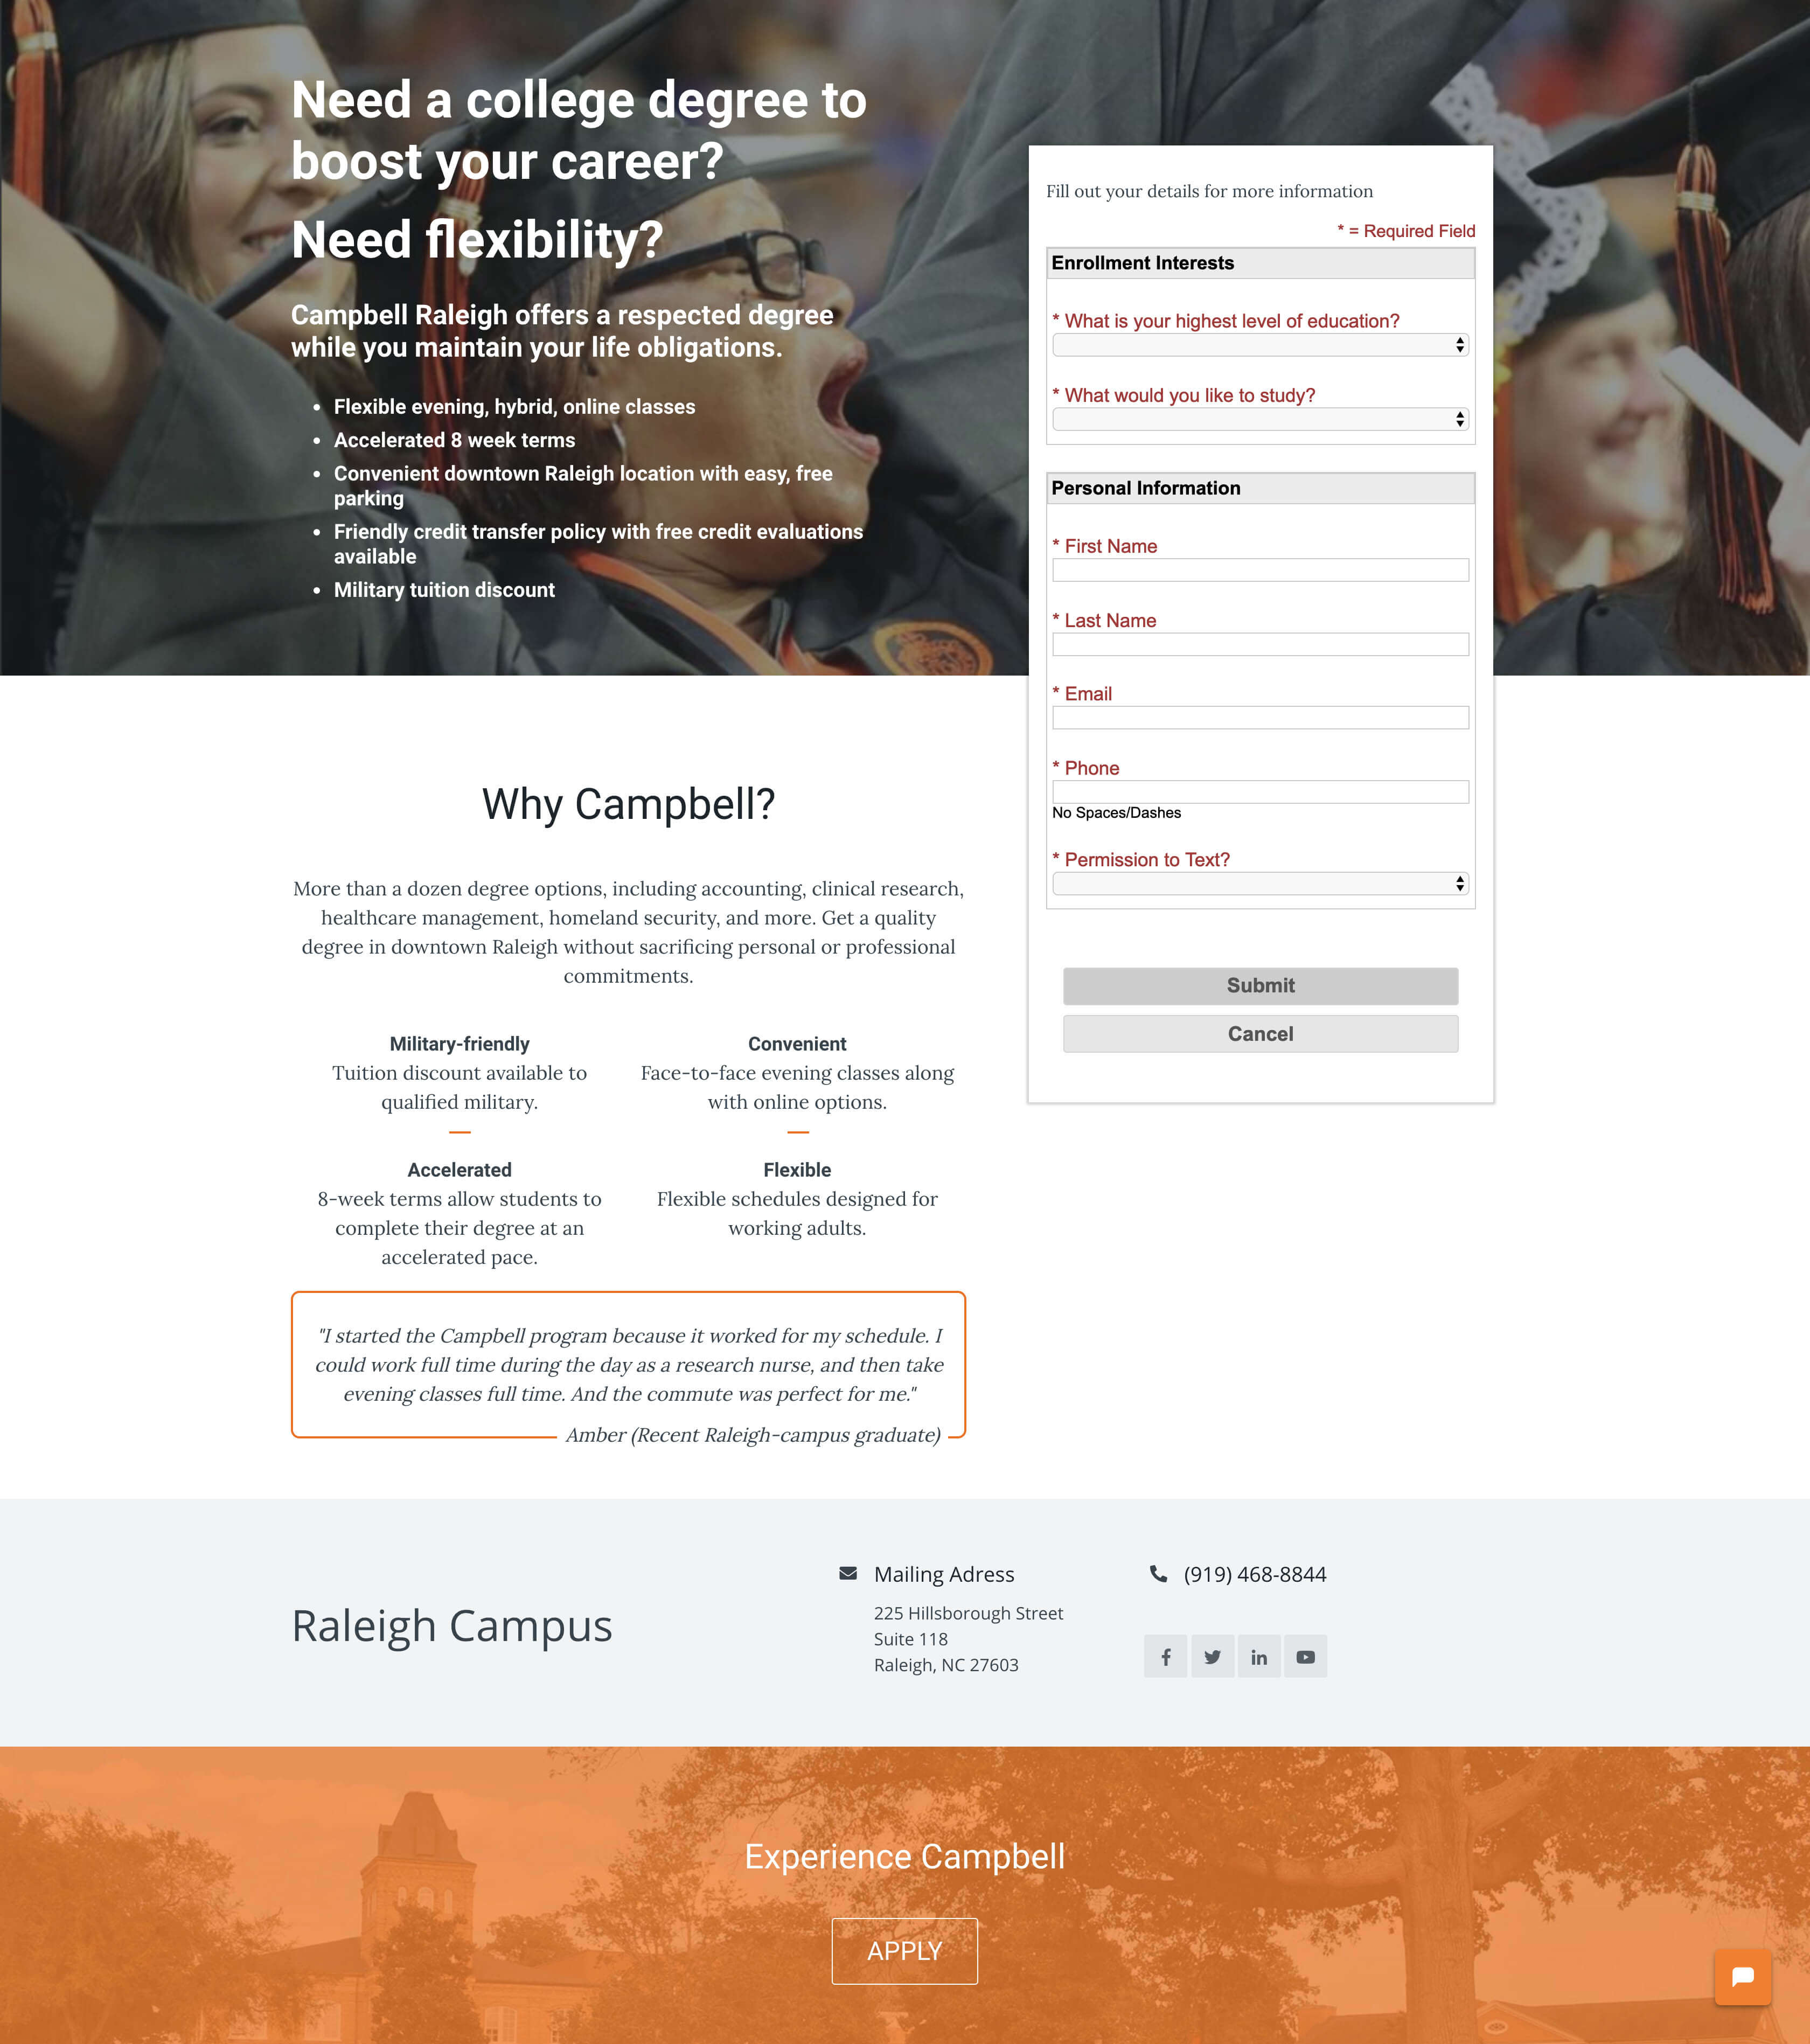 Need a college degree to
boost your career?
Need flexibility?
Campbell Raleigh offers a respected degree
while you maintain your life obligations.
• Flexible evening, hybrid, online classes
• Accelerated 8 week terms
• Convenient downtown Raleigh location with easy, free
parking
• Friendly credit transfer policy with free credit evaluations
available
• Military tuition discount
Fill out your details for more information
* = Required Field
Enrollment Interests
* What is your highest level of education?
* What would you like to study?
Personal Information
* First Name
* Last Name
* Email
* Phone
No Spaces/Dashes
* Permission to Text?
Submit
Cancel
Why Campbell?
More than a dozen degree options, including accounting, clinical research,
healthcare management, homeland security, and more. Get a quality
degree in downtown Raleigh without sacrificing personal or professional
commitments.
Military-friendly
Tuition discount available to
qualified military.
Convenient
Face-to-face evening classes along
with online options.
Accelerated
8-week terms allow students to
complete their degree at an
accelerated pace.
Flexible
Flexible schedules designed for
working adults.
"I started the Campbell program because it worked for my schedule. I
could work full time during the day as a research nurse, and then take
evening classes full time. And the commute was perfect for me."
Amber (Recent Raleigh-campus graduate)
Raleigh Campus
Mailing Adress
225 Hillsborough Street
Suite 118
Raleigh, NC 27603
(919) 468-8844
Experience Campbell
APPLY